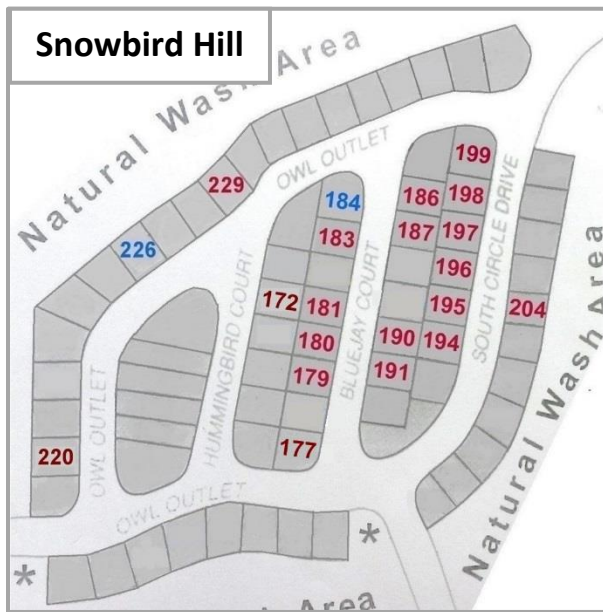 Snowbird Hill
Natural Wash Area
OWL OUTLET
199
229
184
186
198
226
183
187
197
196
172
181
195
204
180
190
194
179
191
177
220
HUMMINGBIRD COURT
BLUEJAY COURT
SOUTH CIRCLE DRIVE
Natural Wash Area
OWL OUTLET
OWL OUTLET
*
*
Area